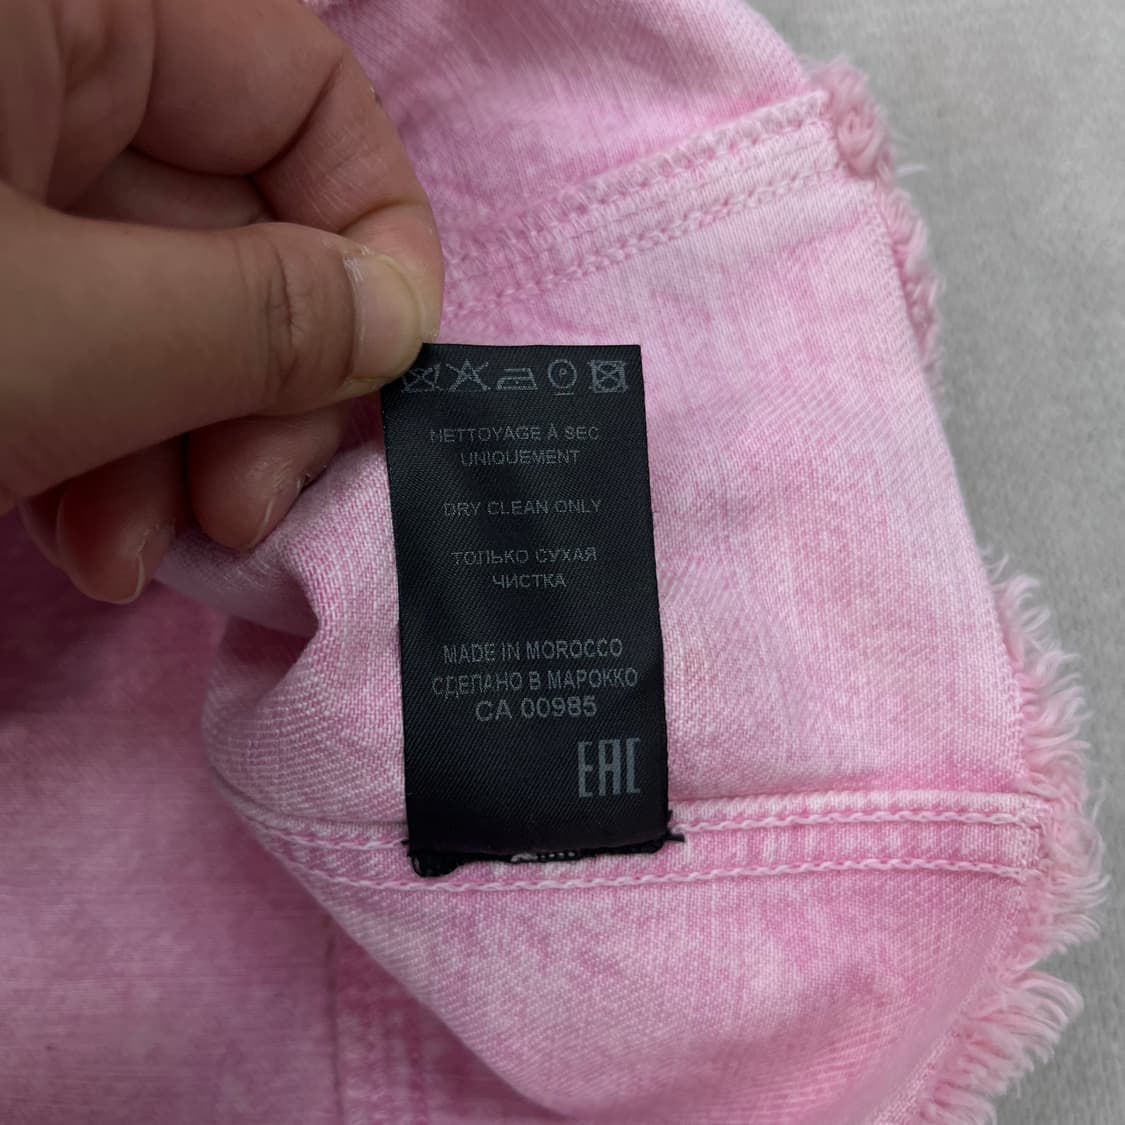 NETTOYAGE À SEC
UNIQUEMENT
DRY CLEAN ONLY
ТОЛЬКО СУХАЯ
ЧИСТКА
MADE IN MOROCCO
СДЕЛАНО В МАРОККО
CA 00985
EAC